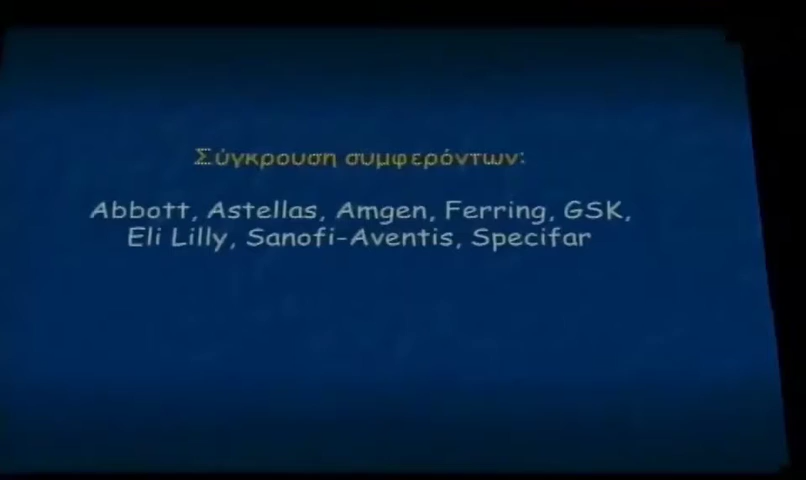 Σύγκρουση συμφερόντων:
Abbott, Astellas, Amgen, Ferring, GSK,
Eli Lilly, Sanofi-Aventis, Specifar